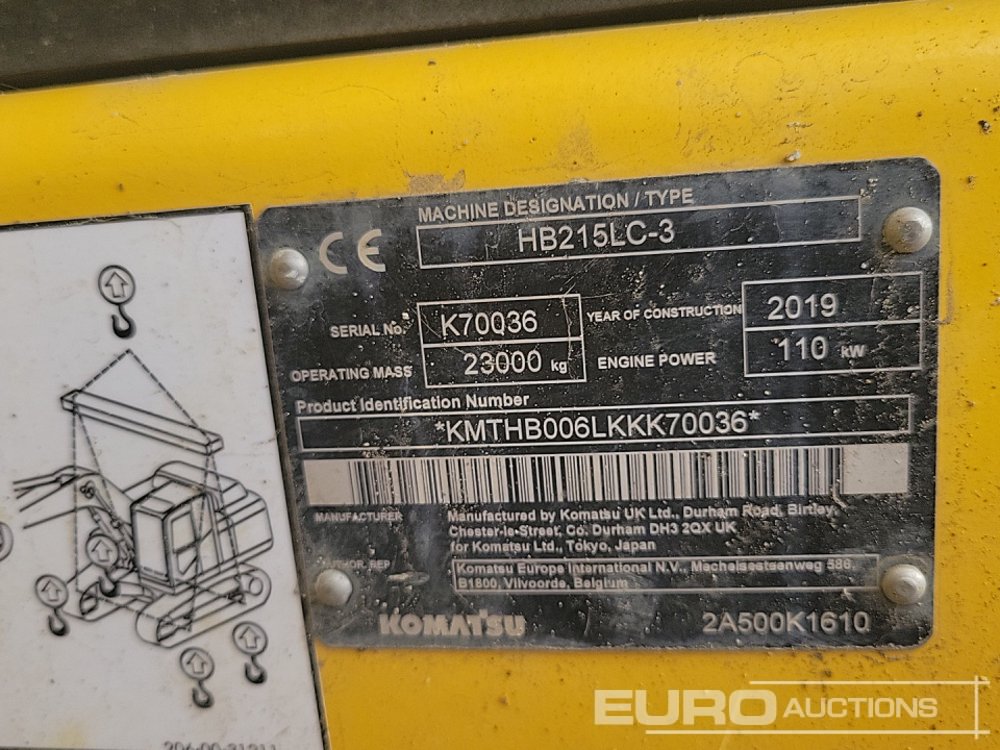 MACHINE DESIGNATION / TYPE
CE
HB215LC-3
SERIAL No.
K70036
YEAR OF CONSTRUCTION
2019
OPERATING MASS
23000 kg
ENGINE POWER
110 kW
Product Identification Number
*KMTHB006LKKK70036*
MANUFACTURER
Manufactured by Komatsu UK Ltd., Durham Road, Birtley,
Chester-le-Street, Co. Durham DH3 2QX UK
for Komatsu Ltd., Tokyo, Japan
AUTHOR. REP.
Komatsu Europe International N.V., Mechelsesteenweg 586,
B1800, Vilvoorde, Belgium
KOMATSU
2A500K1610
EURO AUCTIONS